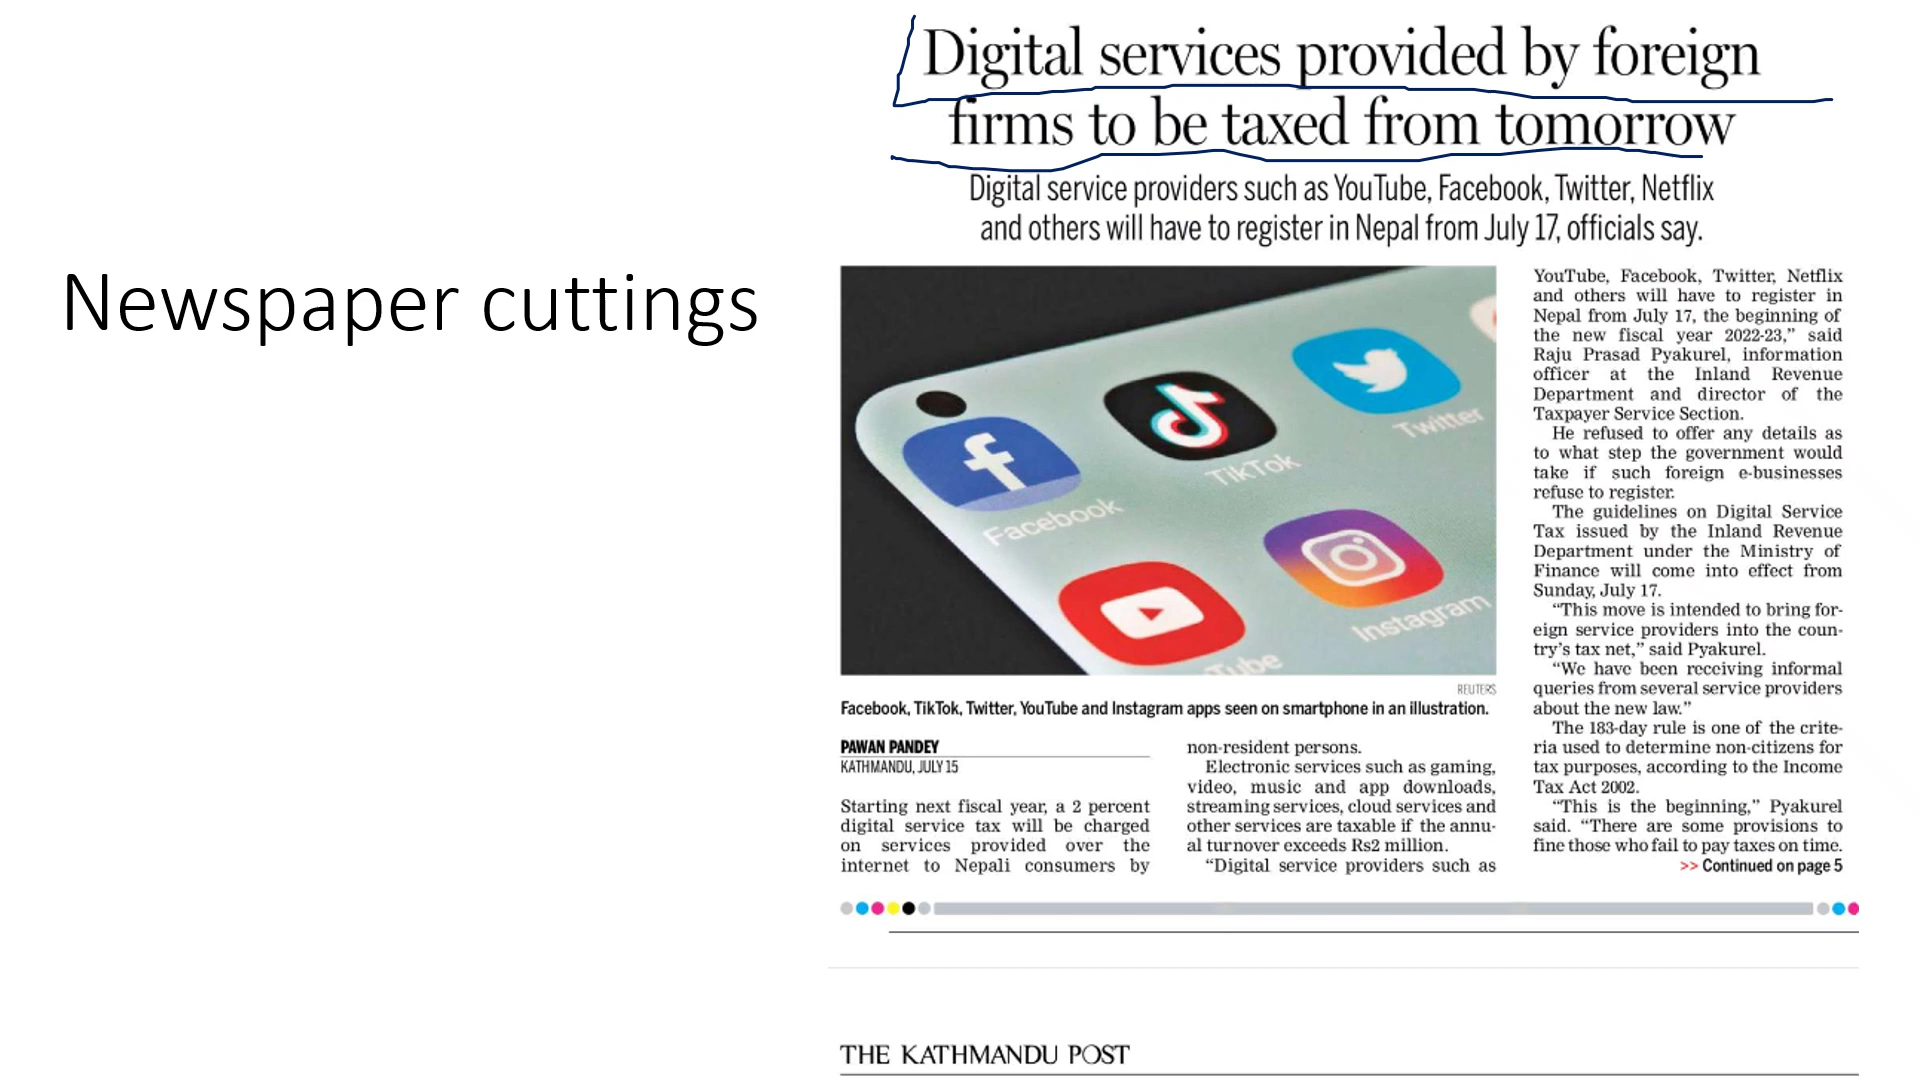 Newspaper cuttings
Digital services provided by foreign
firms to be taxed from tomorrow
Digital service providers such as YouTube, Facebook, Twitter, Netflix
and others will have to register in Nepal from July 17, officials say.
Facebook
TikTok
Twitter
Tube
Instagram
REUTERS
Facebook, TikTok, Twitter, YouTube and Instagram apps seen on smartphone in an illustration.
PAWAN PANDEY
KATHMANDU, JULY 15
Starting next fiscal year, a 2 percent
digital service tax will be charged
on services provided over the
internet to Nepali consumers by
non-resident persons.
Electronic services such as gaming,
video, music and app downloads,
streaming services, cloud services and
other services are taxable if the annu-
al turnover exceeds Rs2 million.
“Digital service providers such as
YouTube, Facebook, Twitter, Netflix
and others will have to register in
Nepal from July 17, the beginning of
the new fiscal year 2022-23,” said
Raju Prasad Pyakurel, information
officer at the Inland Revenue
Department and director of the
Taxpayer Service Section.
He refused to offer any details as
to what step the government would
take if such foreign e-businesses
refuse to register.
The guidelines on Digital Service
Tax issued by the Inland Revenue
Department under the Ministry of
Finance will come into effect from
Sunday, July 17.
“This move is intended to bring for-
eign service providers into the coun-
try’s tax net,” said Pyakurel.
“We have been receiving informal
queries from several service providers
about the new law.”
The 183-day rule is one of the crite-
ria used to determine non-citizens for
tax purposes, according to the Income
Tax Act 2002.
“This is the beginning,” Pyakurel
said. “There are some provisions to
fine those who fail to pay taxes on time.
>> Continued on page 5
THE KATHMANDU POST